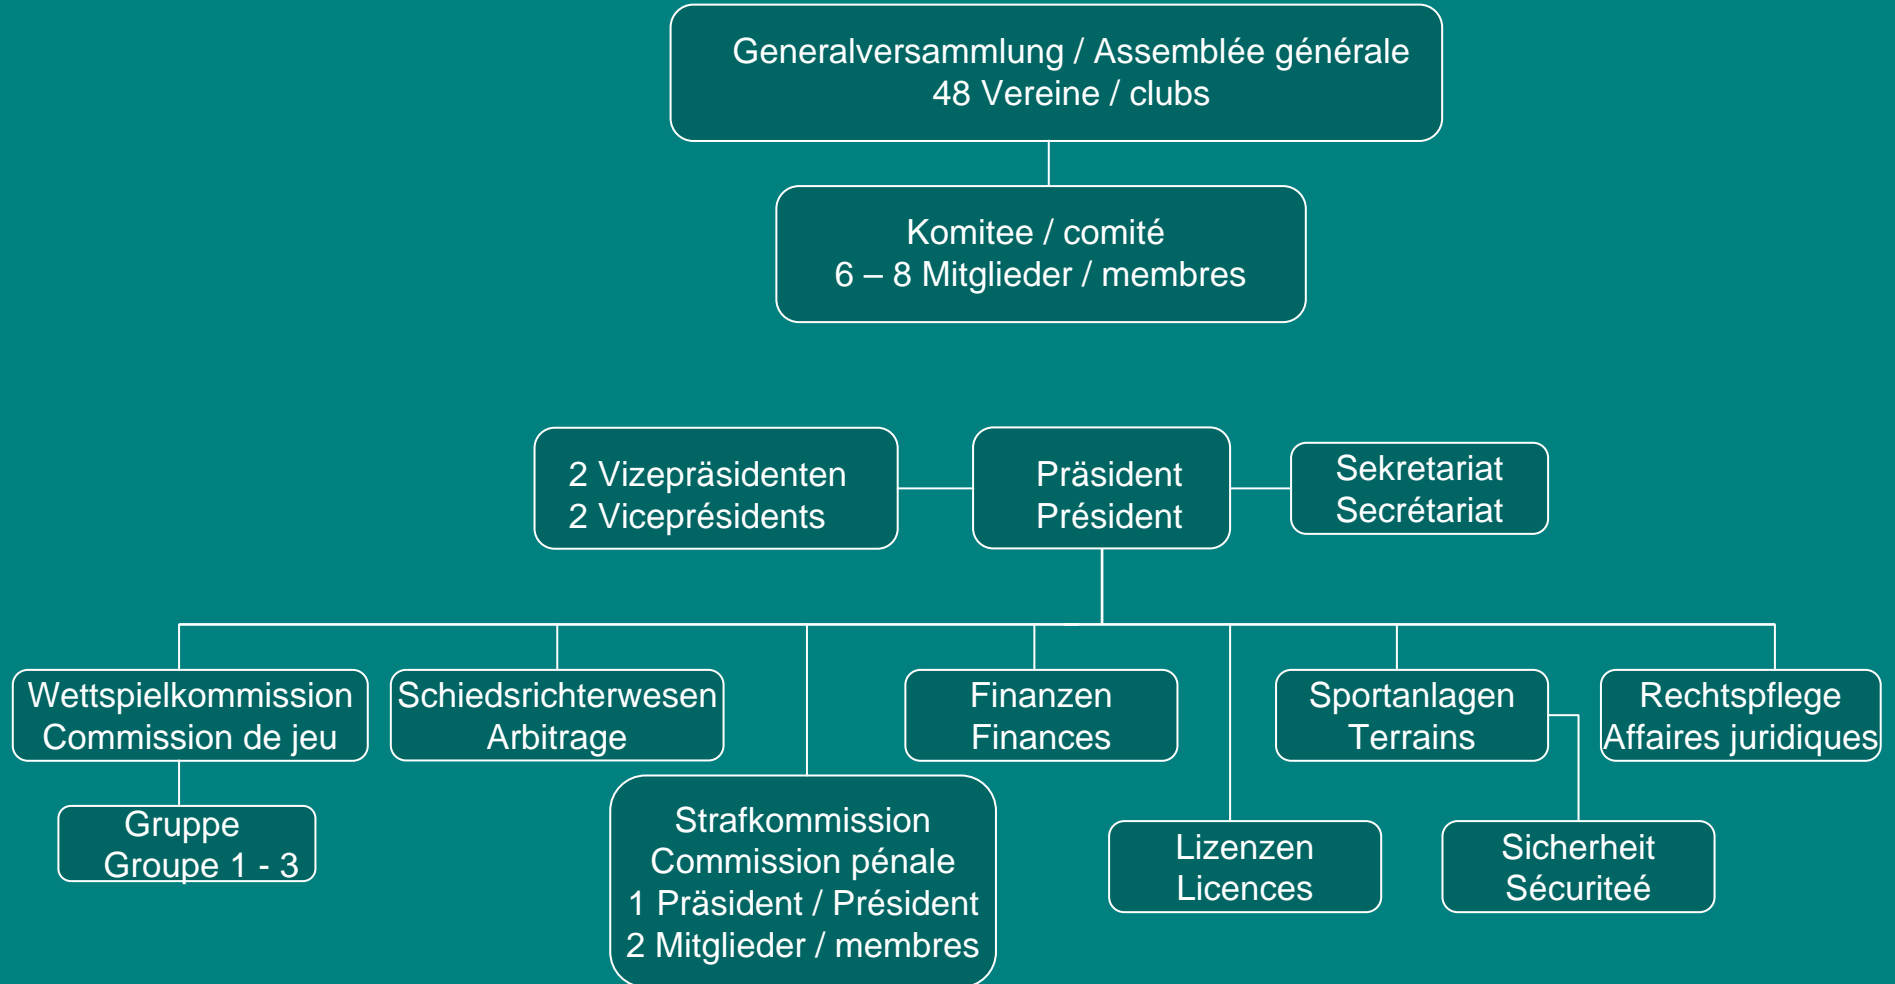 Generalversammlung / Assemblée générale
48 Vereine / clubs
Komitee / comité
6 – 8 Mitglieder / membres
2 Vizepräsidenten
2 Viceprésidents
Präsident
Président
Sekretariat
Secrétariat
Wettspielkommission
Commission de jeu
Schiedsrichterwesen
Arbitrage
Finanzen
Finances
Sportanlagen
Terrains
Rechtspflege
Affaires juridiques
Gruppe
Groupe 1 - 3
Strafkommission
Commission pénale
1 Präsident / Président
2 Mitglieder / membres
Lizenzen
Licences
Sicherheit
Sécuriteé